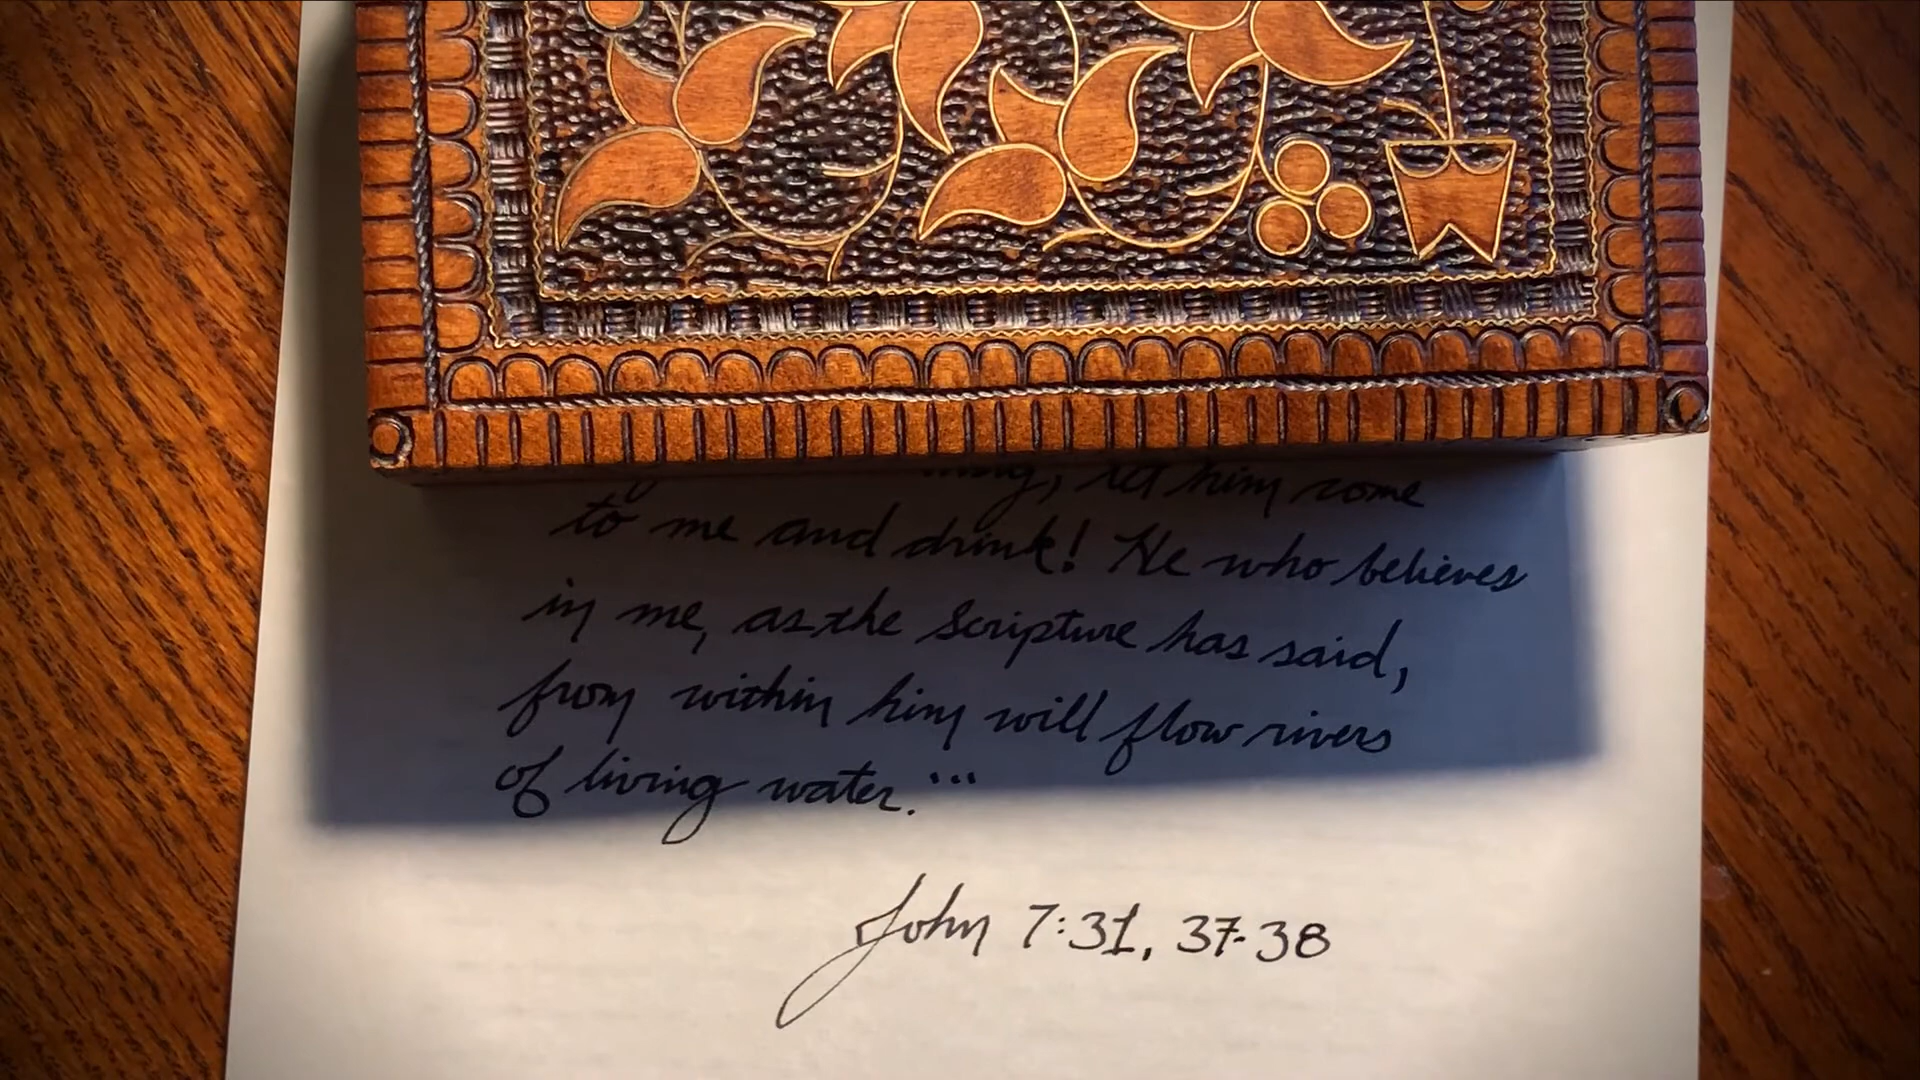 let him come
to me and drink! He who believes
in me, as the Scripture has said,
from within him will flow rivers
of living water.'"
John 7:31, 37-38